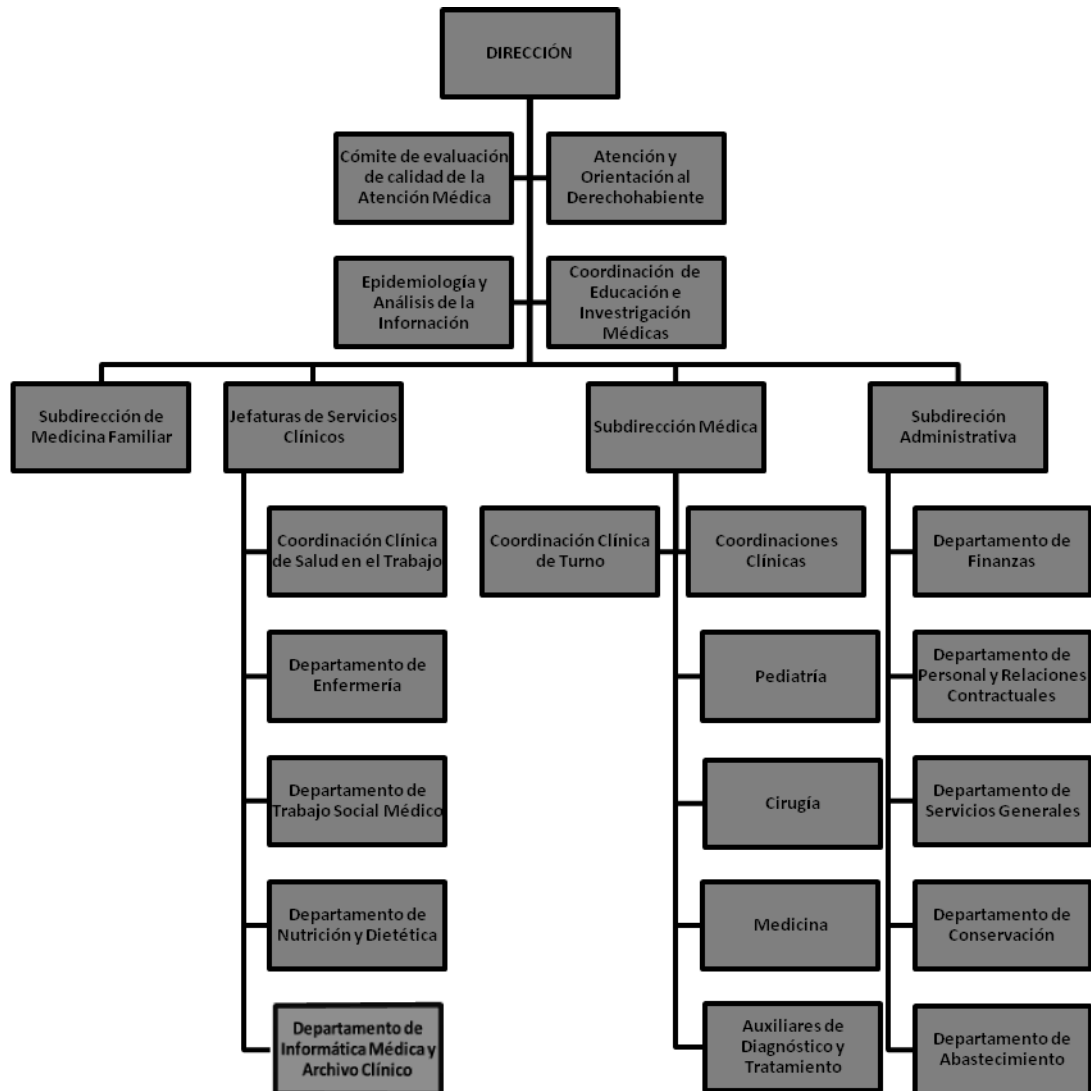 DIRECCIÓN
Cómite de evaluación
de calidad de la
Atención Médica
Atención y
Orientación al
Derechohabiente
Epidemiología y
Análisis de la
Infornación
Coordinación de
Educación e
Investrigación
Médicas
Subdirección de
Medicina Familiar
Jefaturas de Servicios
Clínicos
Subdirección Médica
Subdireción
Administrativa
Coordinación Clínica
de Salud en el Trabajo
Coordinación Clínica
de Turno
Coordinaciones
Clínicas
Departamento de
Finanzas
Departamento de
Enfermería
Pediatría
Departamento de
Personal y Relaciones
Contractuales
Departamento de
Trabajo Social Médico
Cirugía
Departamento de
Servicios Generales
Departamento de
Nutrición y Dietética
Medicina
Departamento de
Conservación
Departamento de
Informática Médica y
Archivo Clínico
Auxiliares de
Diagnóstico y
Tratamiento
Departamento de
Abastecimiento